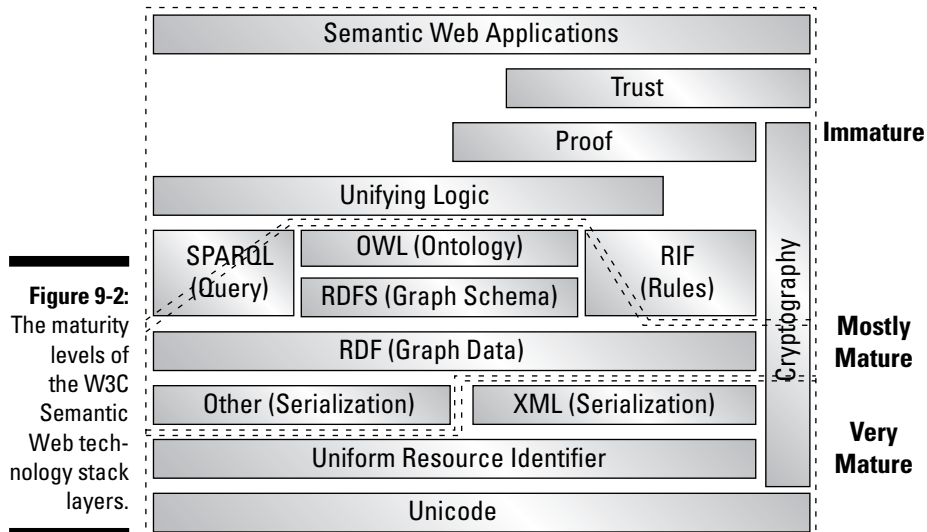 Semantic Web Applications
Trust
Immature
Proof
Unifying Logic
SPARQL
(Query)
OWL (Ontology)
RDFS (Graph Schema)
RIF
(Rules)
Cryptography
Mostly
Mature
RDF (Graph Data)
Other (Serialization)
XML (Serialization)
Very
Mature
Uniform Resource Identifier
Unicode
Figure 9-2:
The maturity
levels of
the W3C
Semantic
Web tech-
nology stack
layers.